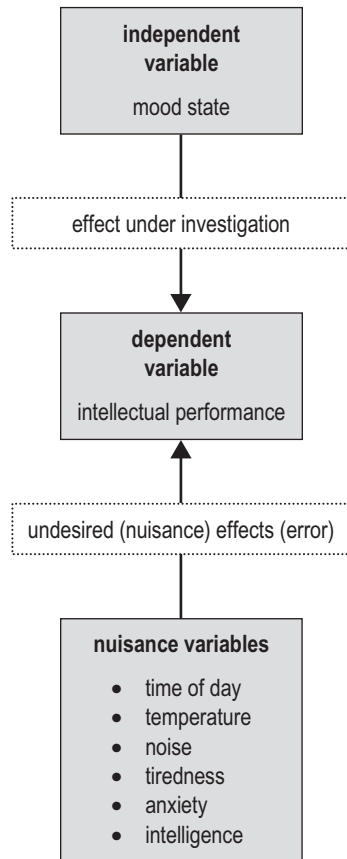 independent
variable
mood state
effect under investigation
dependent
variable
intellectual performance
undesired (nuisance) effects (error)
nuisance variables
• time of day
• temperature
• noise
• tiredness
• anxiety
• intelligence